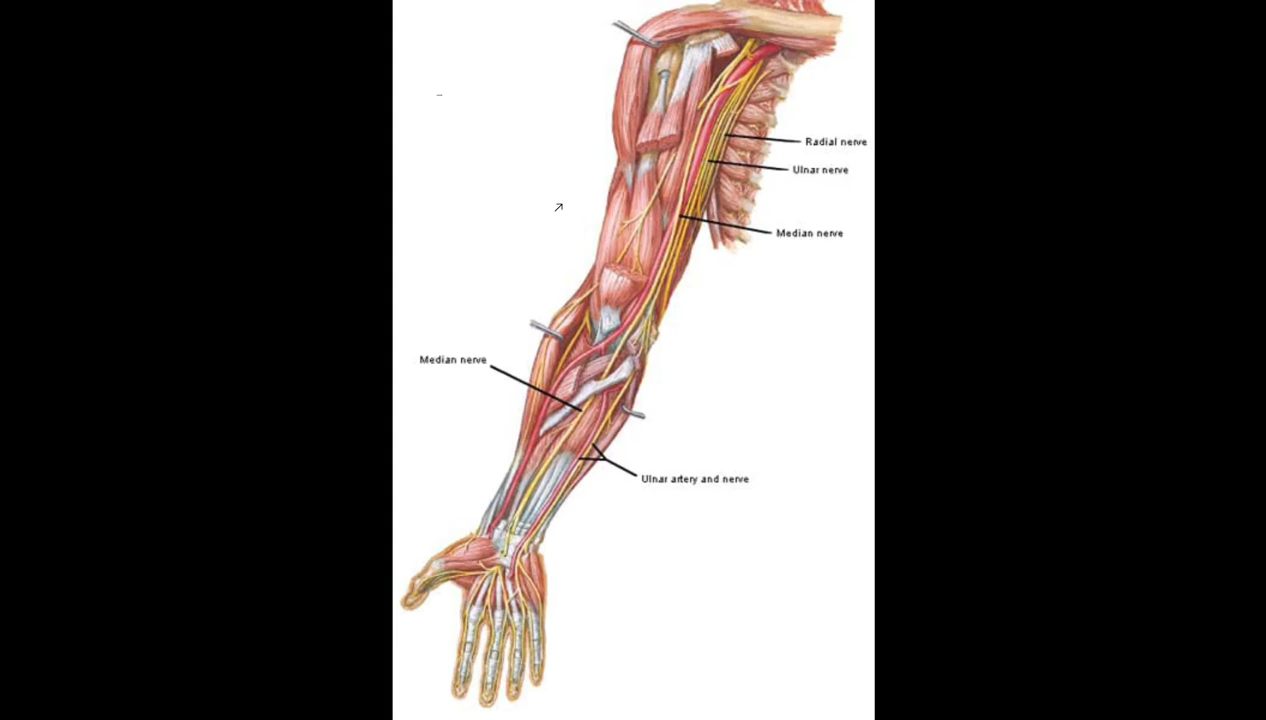 Radial nerve
Ulnar nerve
Median nerve
Median nerve
Ulnar artery and nerve